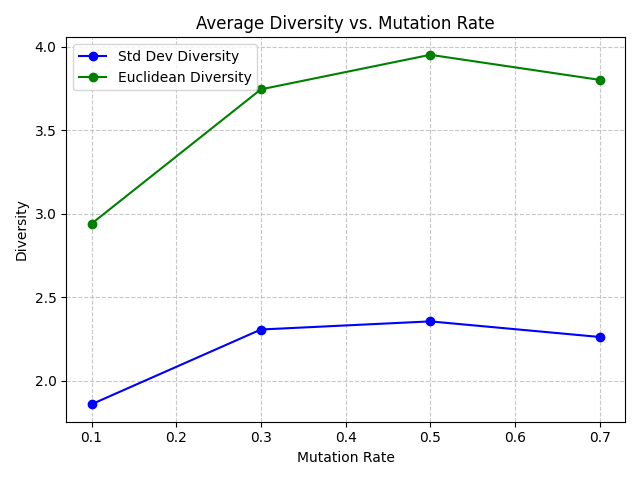 Average Diversity vs. Mutation Rate
Std Dev Diversity
Euclidean Diversity
4.0
3.5
3.0
2.5
2.0
Diversity
0.1 0.2 0.3 0.4 0.5 0.6 0.7
Mutation Rate